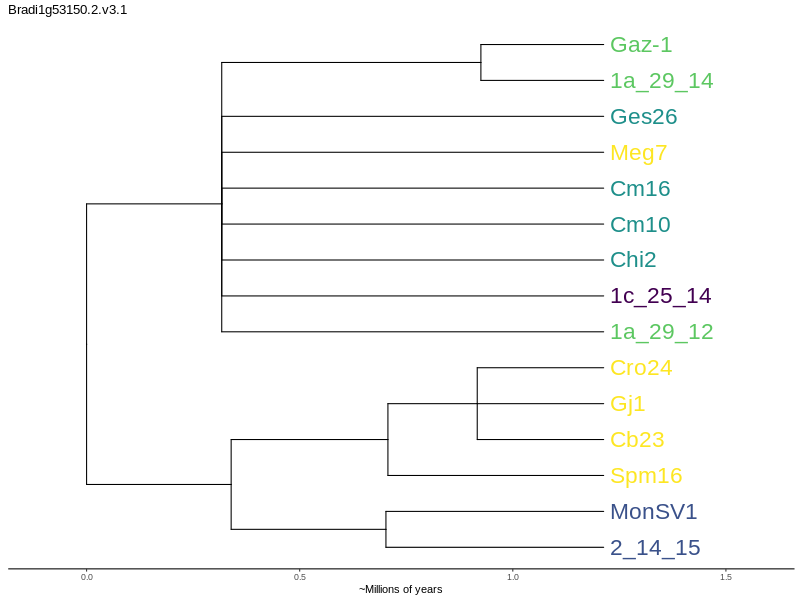 Bradi1g53150.2.v3.1
Gaz-1
1a_29_14
Ges26
Meg7
Cm16
Cm10
Chi2
1c_25_14
1a_29_12
Cro24
Gj1
Cb23
Spm16
MonSV1
2_14_15
0.0 0.5 1.0 1.5
~Millions of years